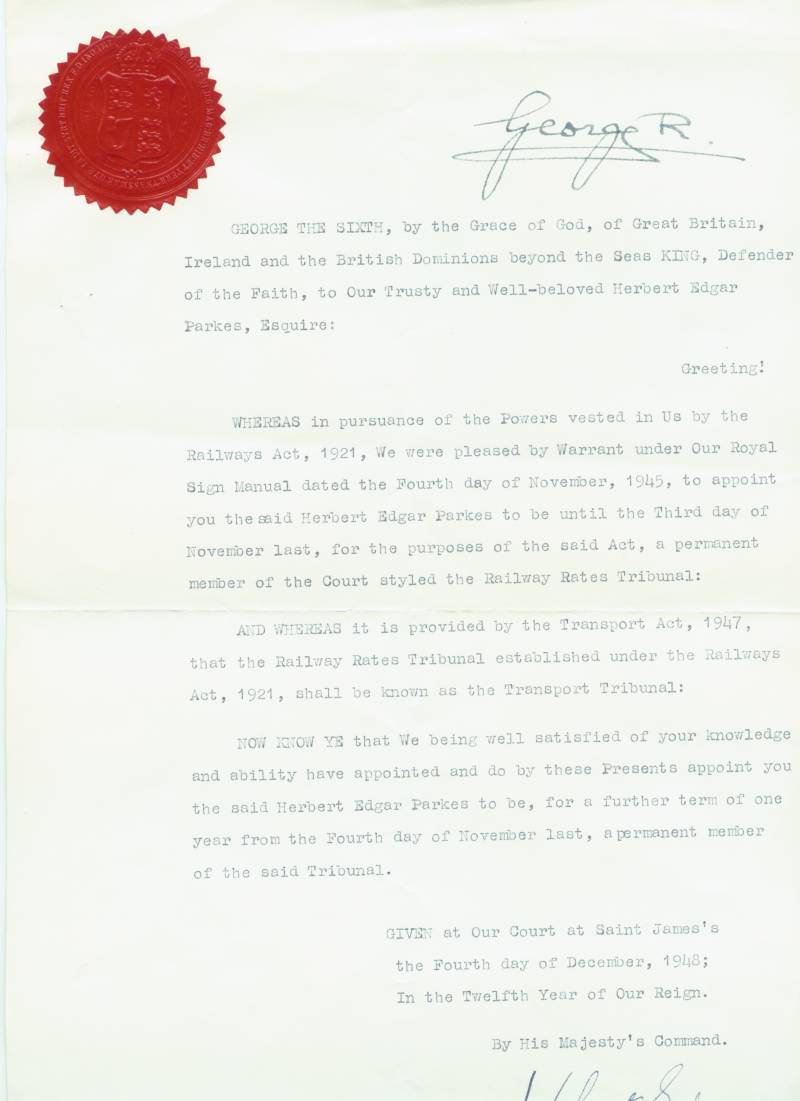 George R.
GEORGE THE SIXTH, by the Grace of God, of Great Britain,
Ireland and the British Dominions beyond the Seas KING, Defender
of the Faith, to Our Trusty and Well-beloved Herbert Edgar
Parkes, Esquire:
Greeting!
WHEREAS in pursuance of the Powers vested in Us by the
Railways Act, 1921, We were pleased by Warrant under Our Royal
Sign Manual dated the Fourth day of November, 1945, to appoint
you the said Herbert Edgar Parkes to be until the Third day of
November last, for the purposes of the said Act, a permanent
member of the Court styled the Railway Rates Tribunal:
AND WHEREAS it is provided by the Transport Act, 1947,
that the Railway Rates Tribunal established under the Railways
Act, 1921, shall be known as the Transport Tribunal:
NOW KNOW YE that We being well satisfied of your knowledge
and ability have appointed and do by these Presents appoint you
the said Herbert Edgar Parkes to be, for a further term of one
year from the Fourth day of November last, a permanent member
of the said Tribunal.
GIVEN at Our Court at Saint James's
the Fourth day of December, 1948;
In the Twelfth Year of Our Reign.
By His Majesty's Command.